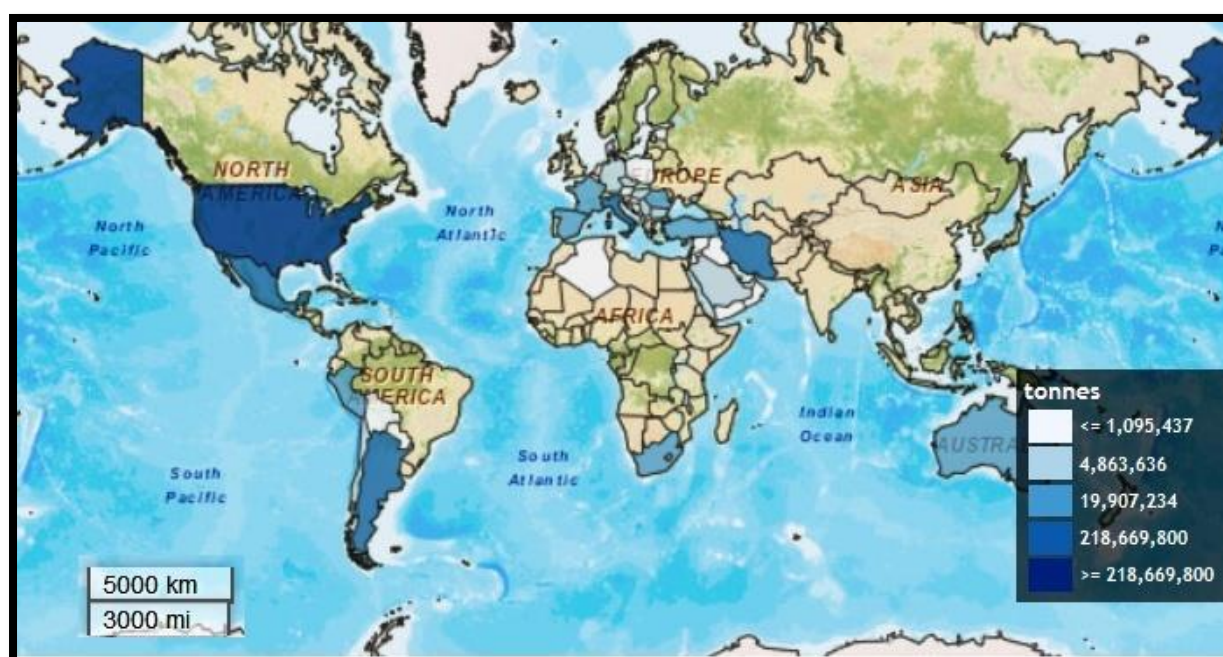 NORTH
AMERICA
EUROPE
ASIA
North
Pacific
North
Atlantic
AFRICA
SOUTH
AMERICA
Indian
Ocean
South
Pacific
South
Atlantic
AUSTRA
tonnes
<= 1,095,437
4,863,636
19,907,234
218,669,800
>= 218,669,800
5000 km
3000 mi